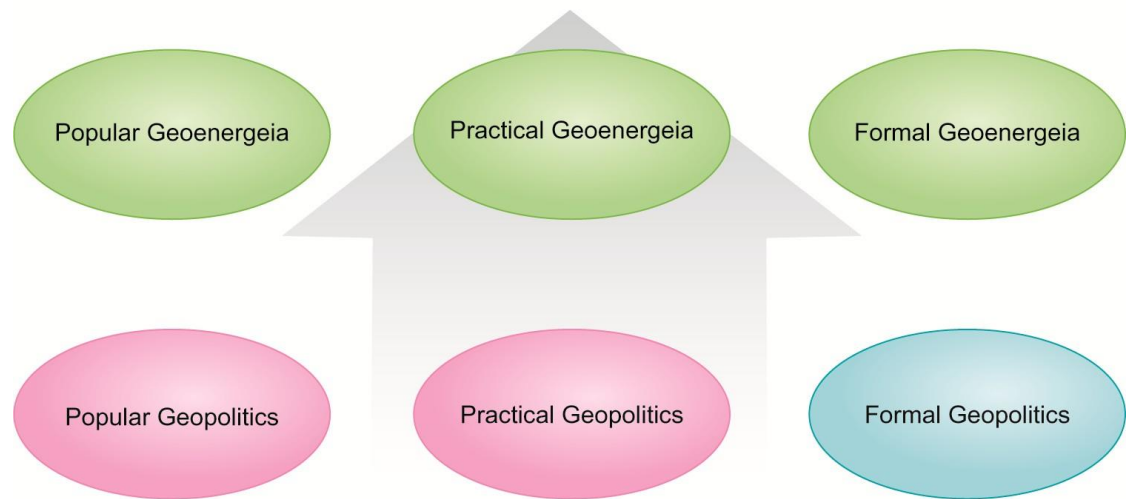 Popular Geoenergeia
Practical Geoenergeia
Formal Geoenergeia
Popular Geopolitics
Practical Geopolitics
Formal Geopolitics